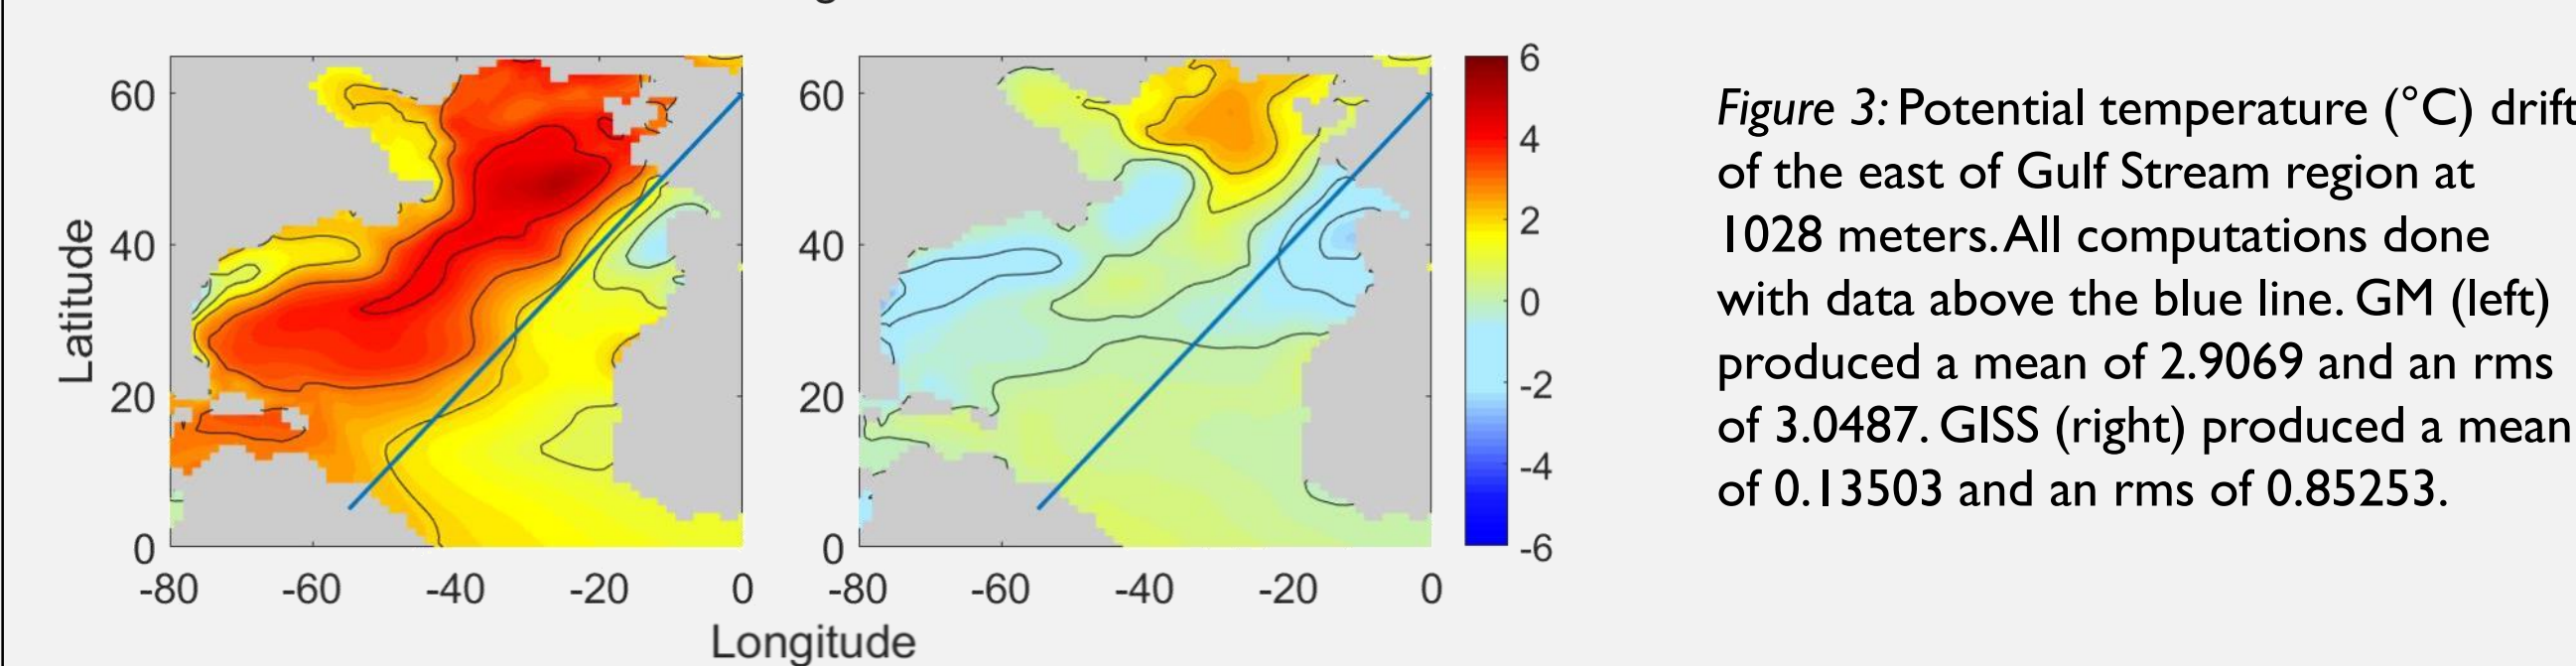 60
40
20
0
Latitude
-80 -60 -40 -20 0
60
40
20
0
-80 -60 -40 -20 0
Longitude
6
4
2
0
-2
-4
-6
Figure 3: Potential temperature (°C) drift
of the east of Gulf Stream region at
1028 meters. All computations done
with data above the blue line. GM (left)
produced a mean of 2.9069 and an rms
of 3.0487. GISS (right) produced a mean
of 0.13503 and an rms of 0.85253.